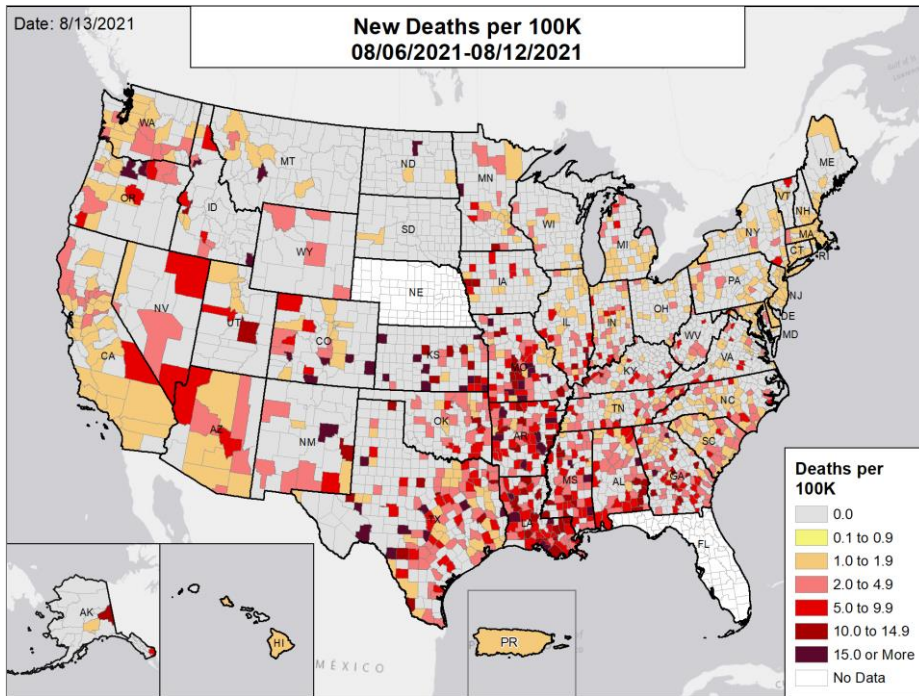 Date: 8/13/2021
New Deaths per 100K
08/06/2021-08/12/2021
WA
MT
ND
MN
ME
OR
ID
SD
WI
MI
VT
NH
NY
MA
CT
RI
WY
IA
PA
NJ
NE
NV
UT
CO
IL
IN
OH
DE
MD
WV
VA
CA
KS
MO
KY
NC
TN
AZ
NM
OK
AR
SC
MS
AL
GA
TX
LA
FL
AK
HI
PR
MÉXICO
Deaths per
100K
0.0
0.1 to 0.9
1.0 to 1.9
2.0 to 4.9
5.0 to 9.9
10.0 to 14.9
15.0 or More
No Data